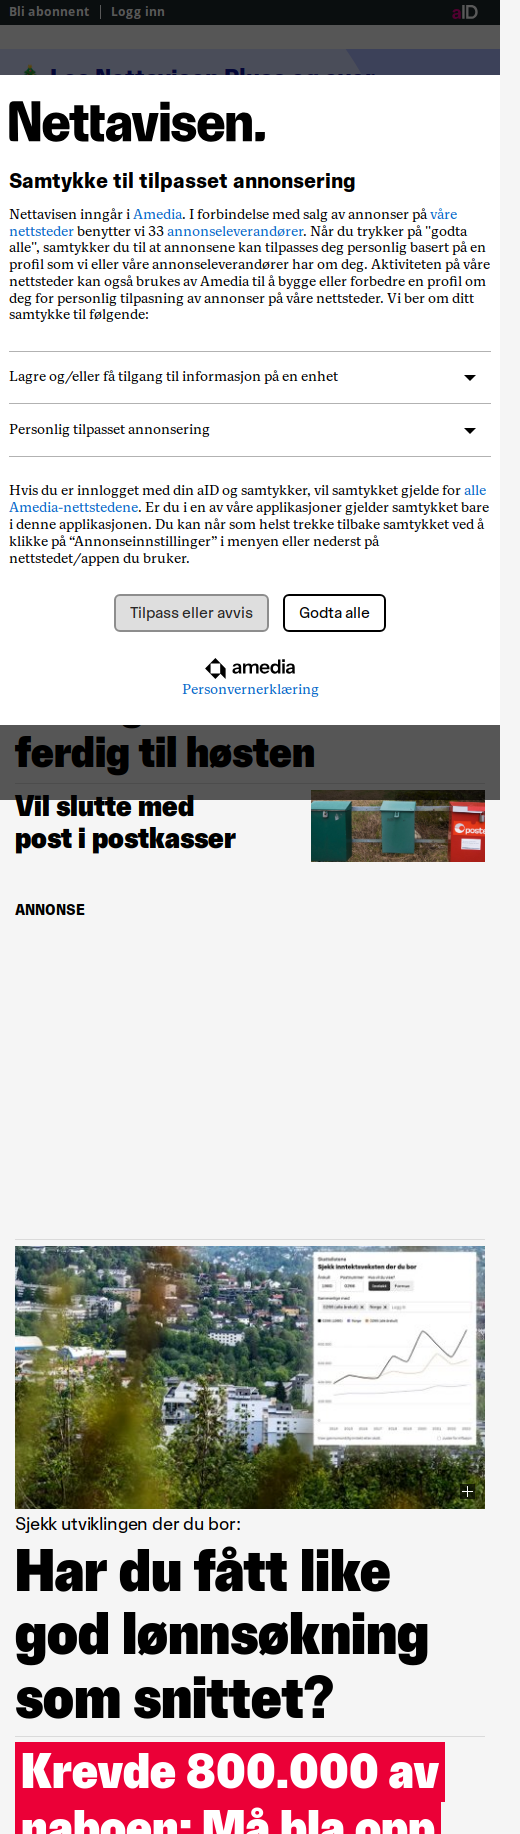 Bli abonnent | Logg inn
aID
Nettavisen.
Samtykke til tilpasset annonsering
Nettavisen inngår i Amedia. I forbindelse med salg av annonser på våre
nettsteder benytter vi 33 annonseleverandører. Når du trykker på "godta
alle", samtykker du til at annonsene kan tilpasses deg personlig basert på en
profil som vi eller våre annonseleverandører har om deg. Aktiviteten på våre
nettsteder kan også brukes av Amedia til å bygge eller forbedre en profil om
deg for personlig tilpasning av annonser på våre nettsteder. Vi ber om ditt
samtykke til følgende:
Lagre og/eller få tilgang til informasjon på en enhet
Personlig tilpasset annonsering
Hvis du er innlogget med din aID og samtykker, vil samtykket gjelde for alle
Amedia-nettstedene. Er du i en av våre applikasjoner gjelder samtykket bare
i denne applikasjonen. Du kan når som helst trekke tilbake samtykket ved å
klikke på “Annonseinnstillinger” i menyen eller nederst på
nettstedet/appen du bruker.
Tilpass eller avvis
Godta alle
amedia
Personvernerklæring
ferdig til høsten
Vil slutte med
post i postkasser
ANNONSE
Sjekk inntektsveksten der du bor
Sjekk utviklingen der du bor:
Har du fått like
god lønnsøkning
som snittet?
Krevde 800.000 av
naboen: Må bla opp